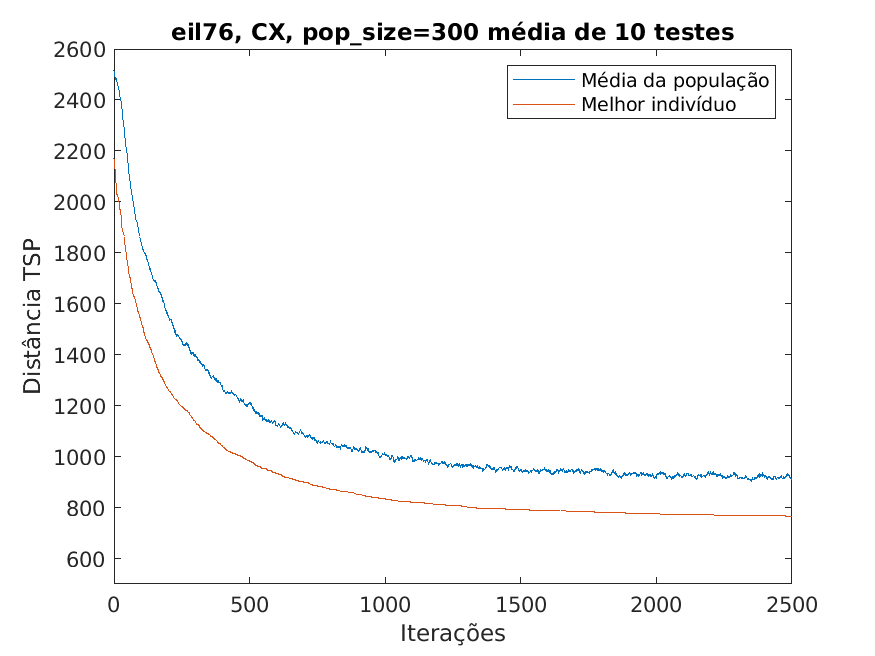 eil76, CX, pop_size=300 média de 10 testes
Média da população
Melhor indivíduo
Distância TSP
2600
2400
2200
2000
1800
1600
1400
1200
1000
800
600
0 500 1000 1500 2000 2500
Iterações